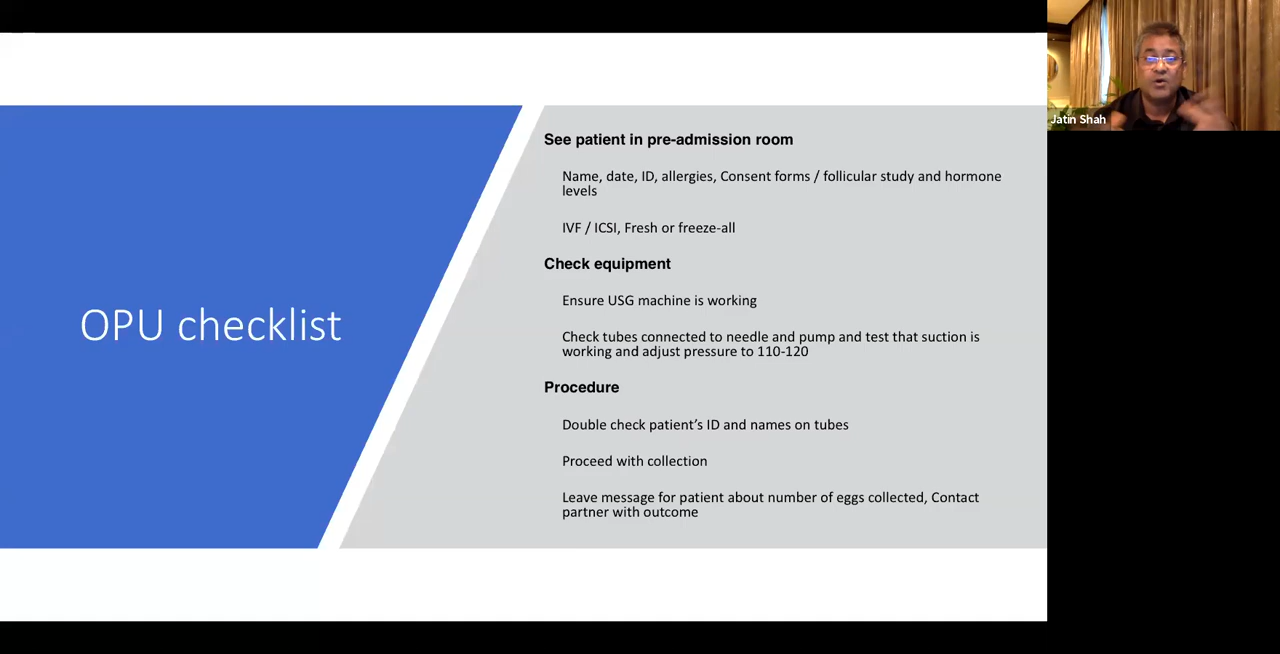 OPU checklist
See patient in pre-admission room
Name, date, ID, allergies, Consent forms / follicular study and hormone
levels
IVF / ICSI, Fresh or freeze-all
Check equipment
Ensure USG machine is working
Check tubes connected to needle and pump and test that suction is
working and adjust pressure to 110-120
Procedure
Double check patient’s ID and names on tubes
Proceed with collection
Leave message for patient about number of eggs collected, Contact
partner with outcome
Jatin Shah